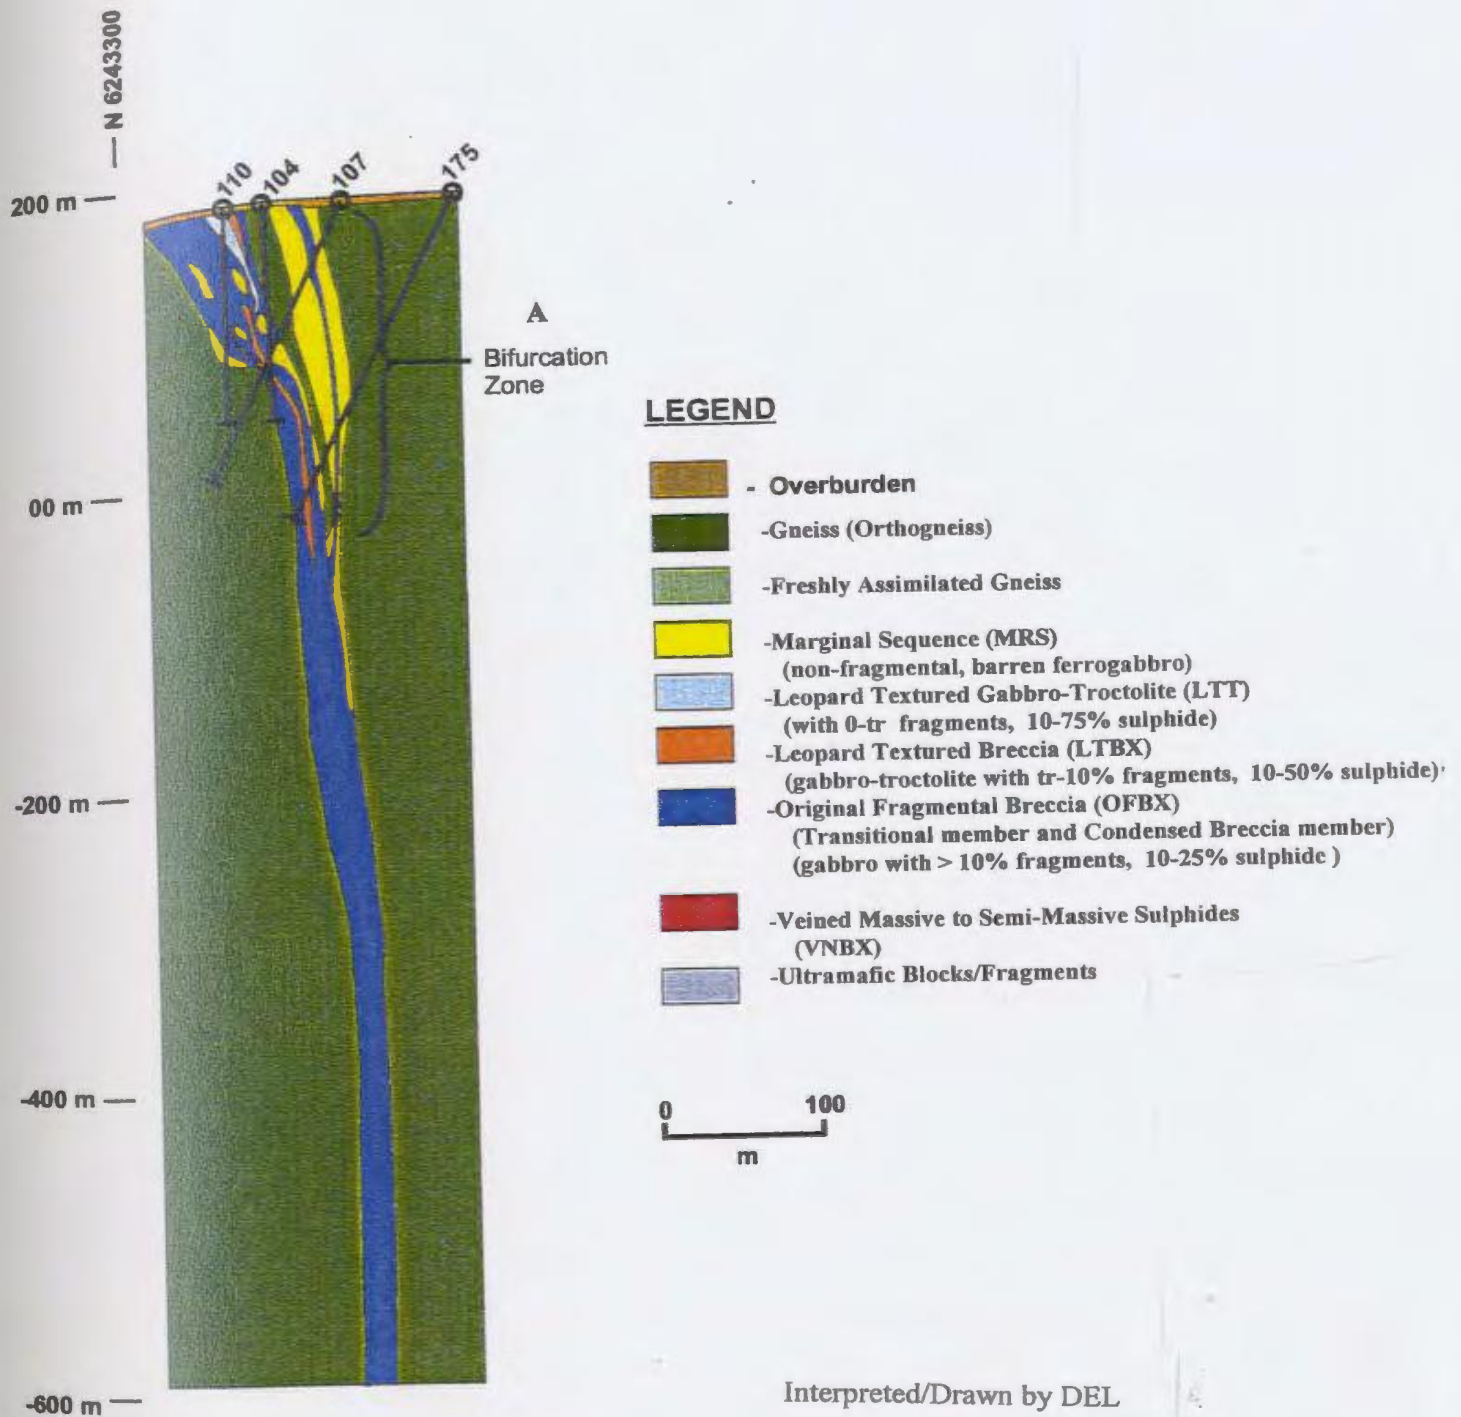 N 6243300
110
104
107
175
200 m
00 m
-200 m
-400 m
-600 m
A
Bifurcation
Zone
LEGEND
- Overburden
-Gneiss (Orthogneiss)
-Freshly Assimilated Gneiss
-Marginal Sequence (MRS)
(non-fragmental, barren ferrogabbro)
-Leopard Textured Gabbro-Troctolite (LTT)
(with 0-tr fragments, 10-75% sulphide)
-Leopard Textured Breccia (LTBX)
(gabbro-troctolite with tr-10% fragments, 10-50% sulphide)
-Original Fragmental Breccia (OFBX)
(Transitional member and Condensed Breccia member)
(gabbro with > 10% fragments, 10-25% sulphide )
-Veined Massive to Semi-Massive Sulphides
(VNBX)
-Ultramafic Blocks/Fragments
0 100
m
Interpreted/Drawn by DEL